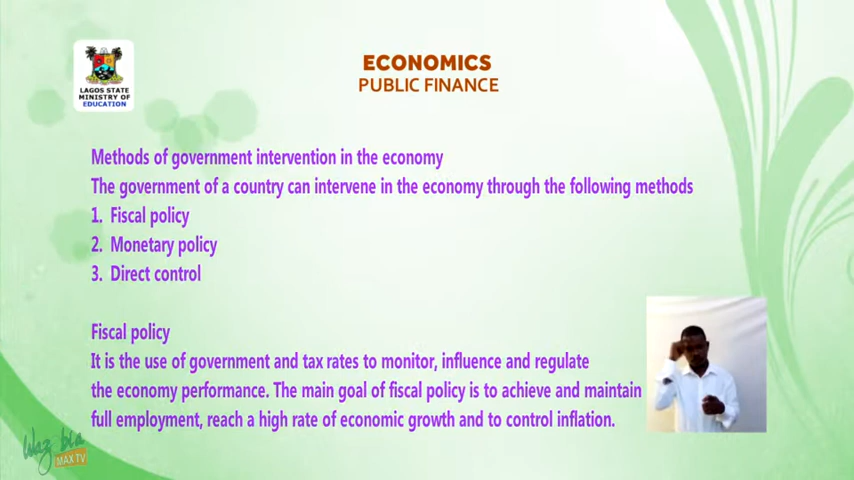 LAGOS STATE
MINISTRY OF
EDUCATION
ECONOMICS
PUBLIC FINANCE
Methods of government intervention in the economy
The government of a country can intervene in the economy through the following methods
1. Fiscal policy
2. Monetary policy
3. Direct control
Fiscal policy
It is the use of government and tax rates to monitor, influence and regulate
the economy performance. The main goal of fiscal policy is to achieve and maintain
full employment, reach a high rate of economic growth and to control inflation.
MAX TV